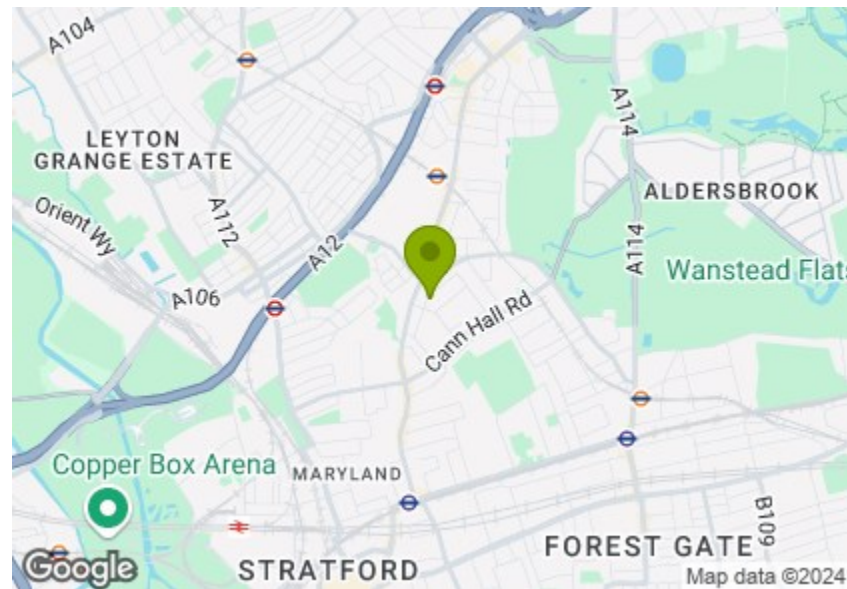 A104
A114
LEYTON
GRANGE ESTATE
ALDERSBROOK
Orient Wy
A112
A12
A114
Wanstead Flats
A106
Cann Hall Rd
Copper Box Arena
MARYLAND
B109
FOREST GATE
STRATFORD
Google
Map data ©2024